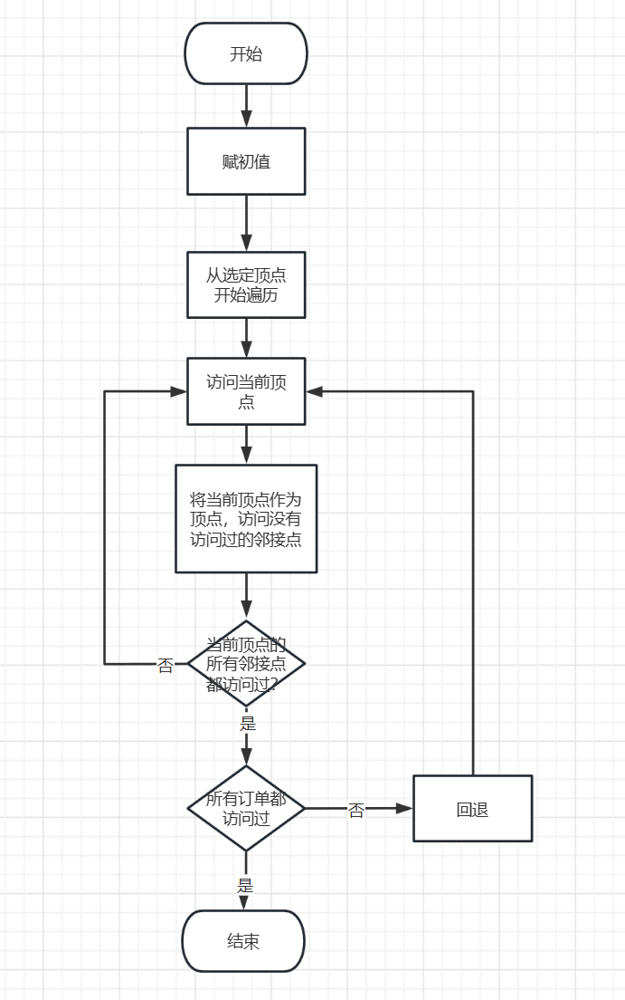 开始
赋初值
从选定顶点
开始遍历
访问当前顶
点
将当前顶点作为
顶点，访问没有
访问过的邻接点
当前顶点的
所有邻接点
都访问过?
否
是
所有订单都
访问过
否
回退
是
结束